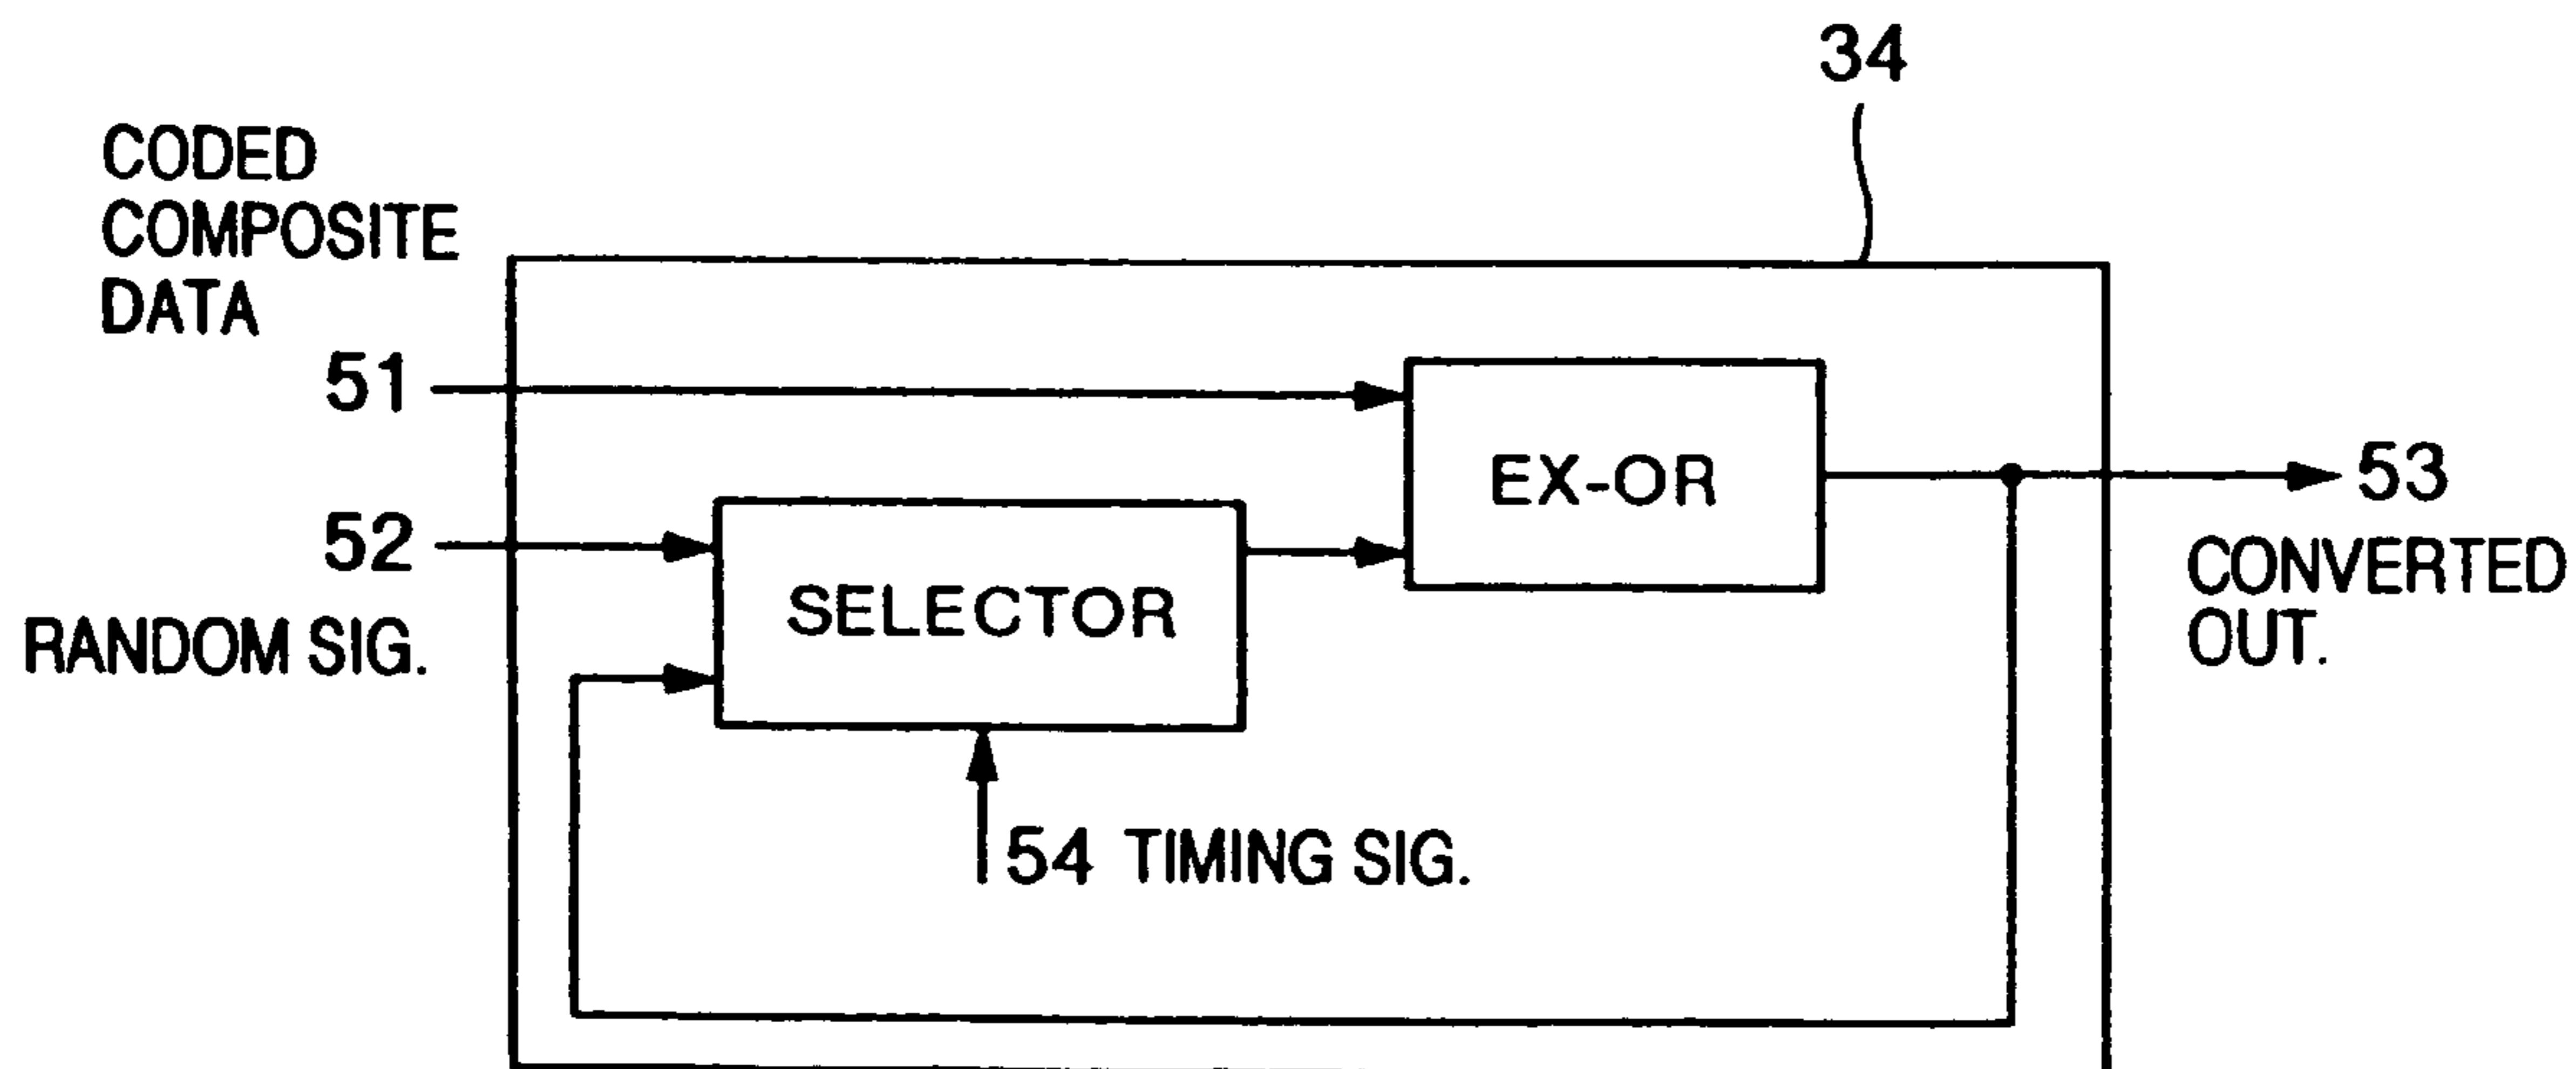 34
CODED
COMPOSITE
DATA
51
EX-OR
53
CONVERTED
OUT.
52
RANDOM SIG.
SELECTOR
54 TIMING SIG.